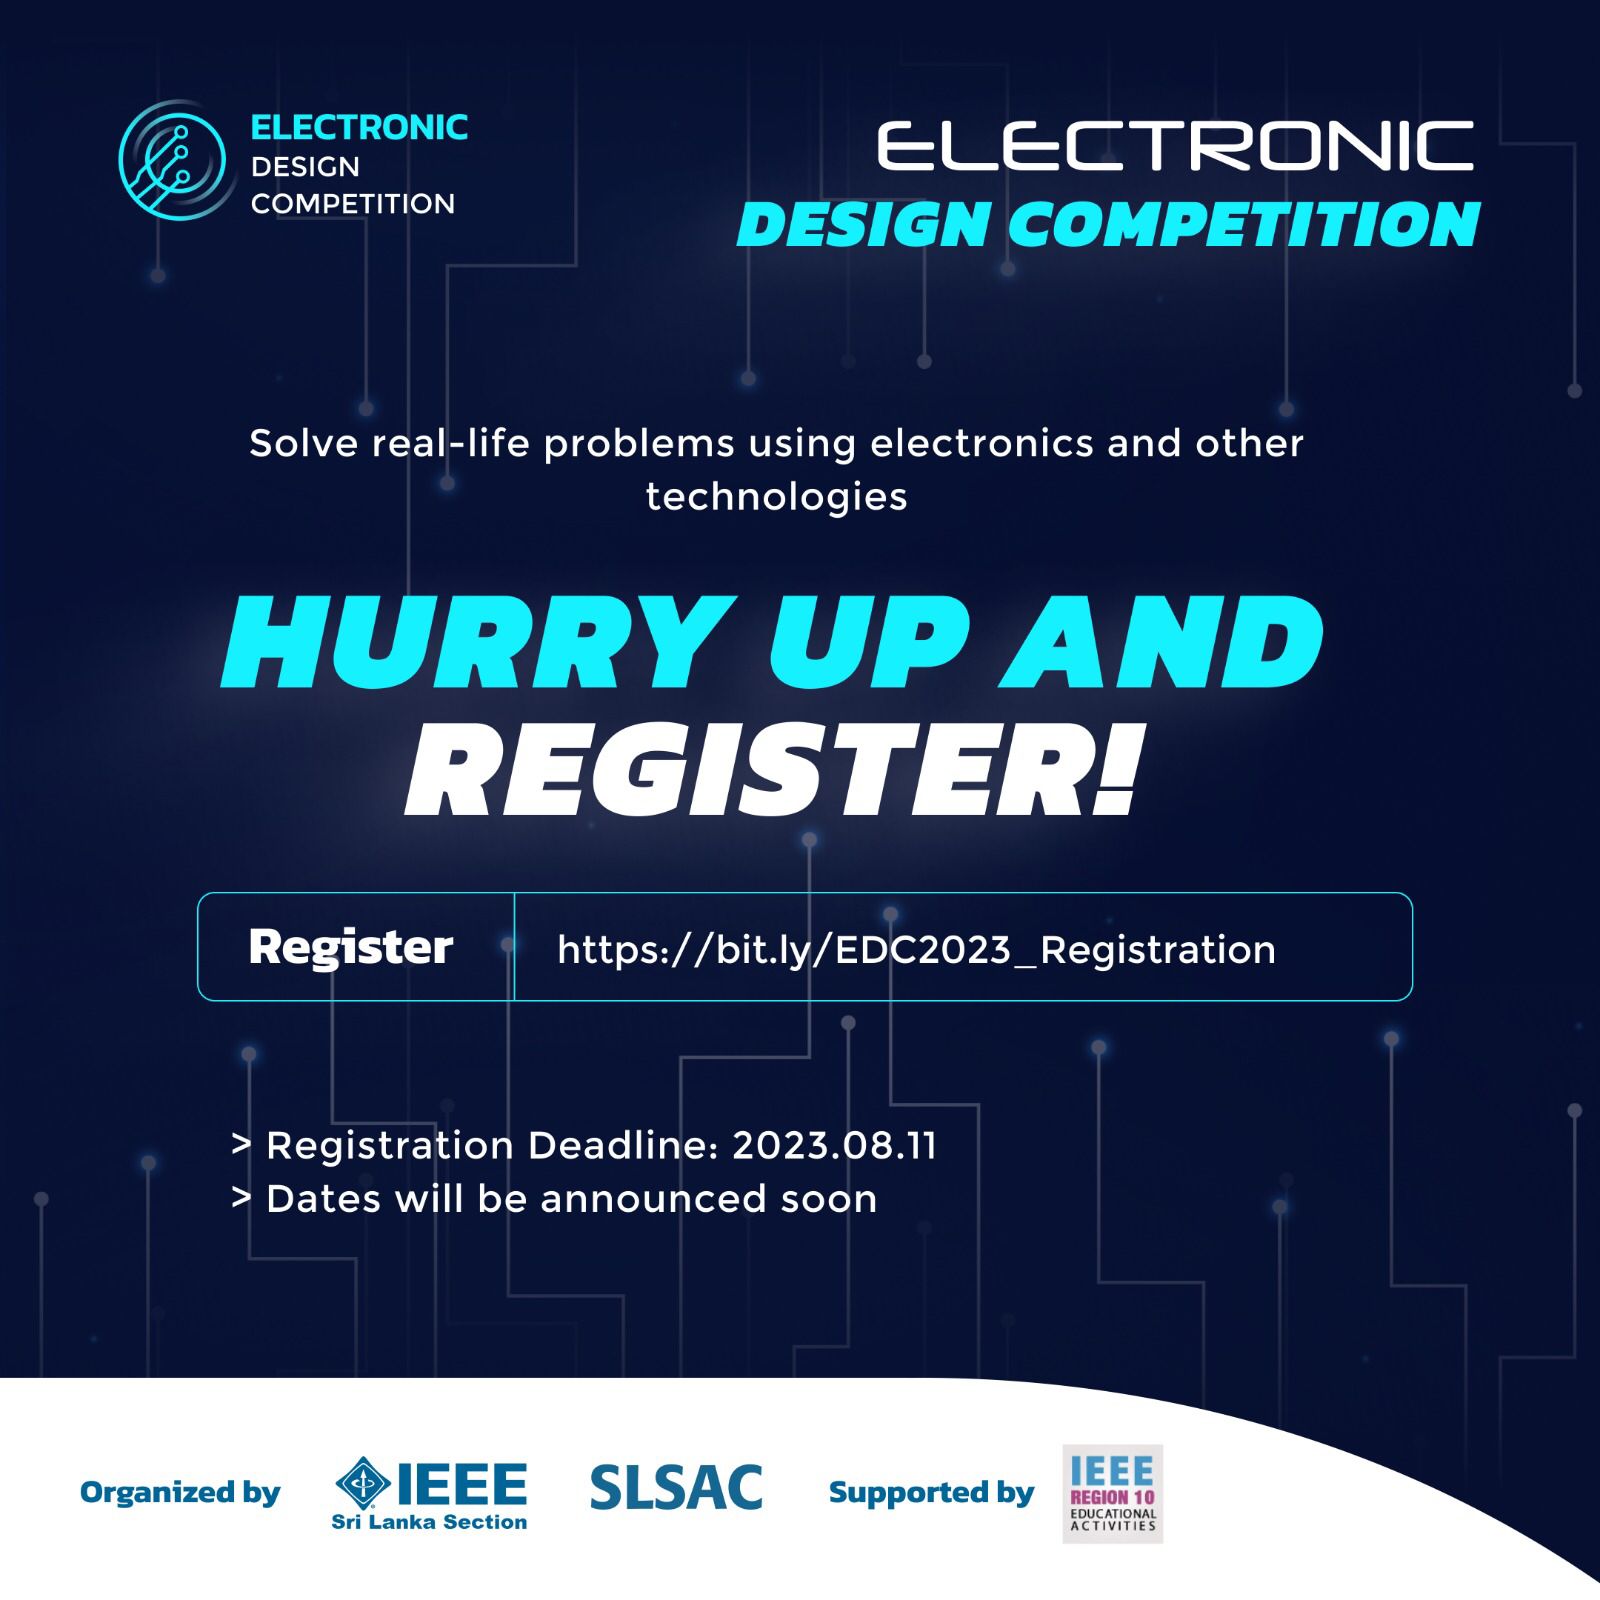 ELECTRONIC
DESIGN
COMPETITION
ELECTRONIC
DESIGN COMPETITION
Solve real-life problems using electronics and other
technologies
HURRY UP AND
REGISTER!
Register
https://bit.ly/EDC2023_Registration
> Registration Deadline: 2023.08.11
> Dates will be announced soon
Organized by
IEEE
Sri Lanka Section
SLSAC
Supported by
IEEE
REGION 10
EDUCATIONAL
ACTIVITIES